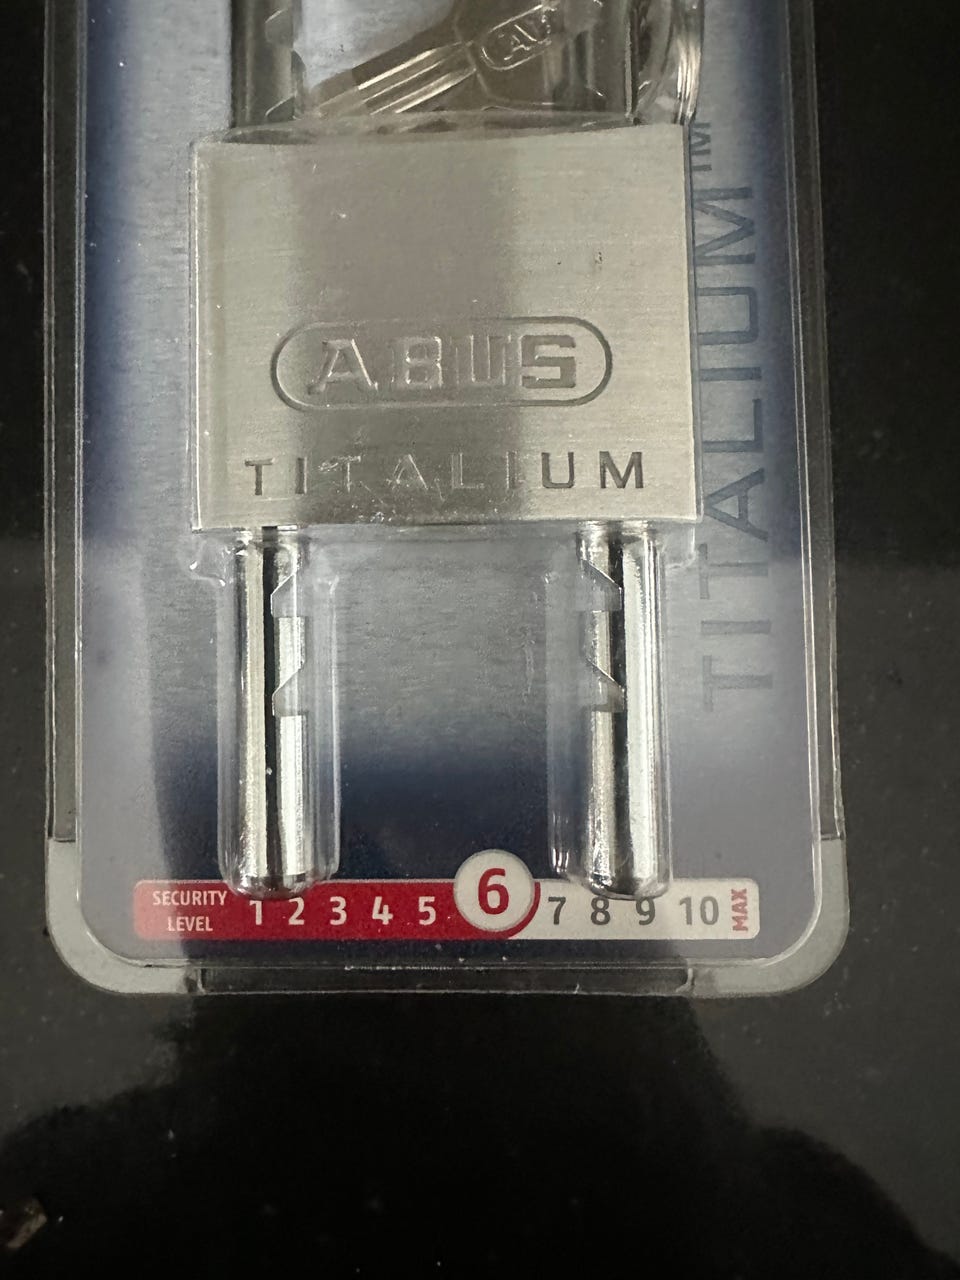 ABUS
TITALIUM
TITALIUM™
SECURITY LEVEL 1 2 3 4 5 6 7 8 9 10 MAX